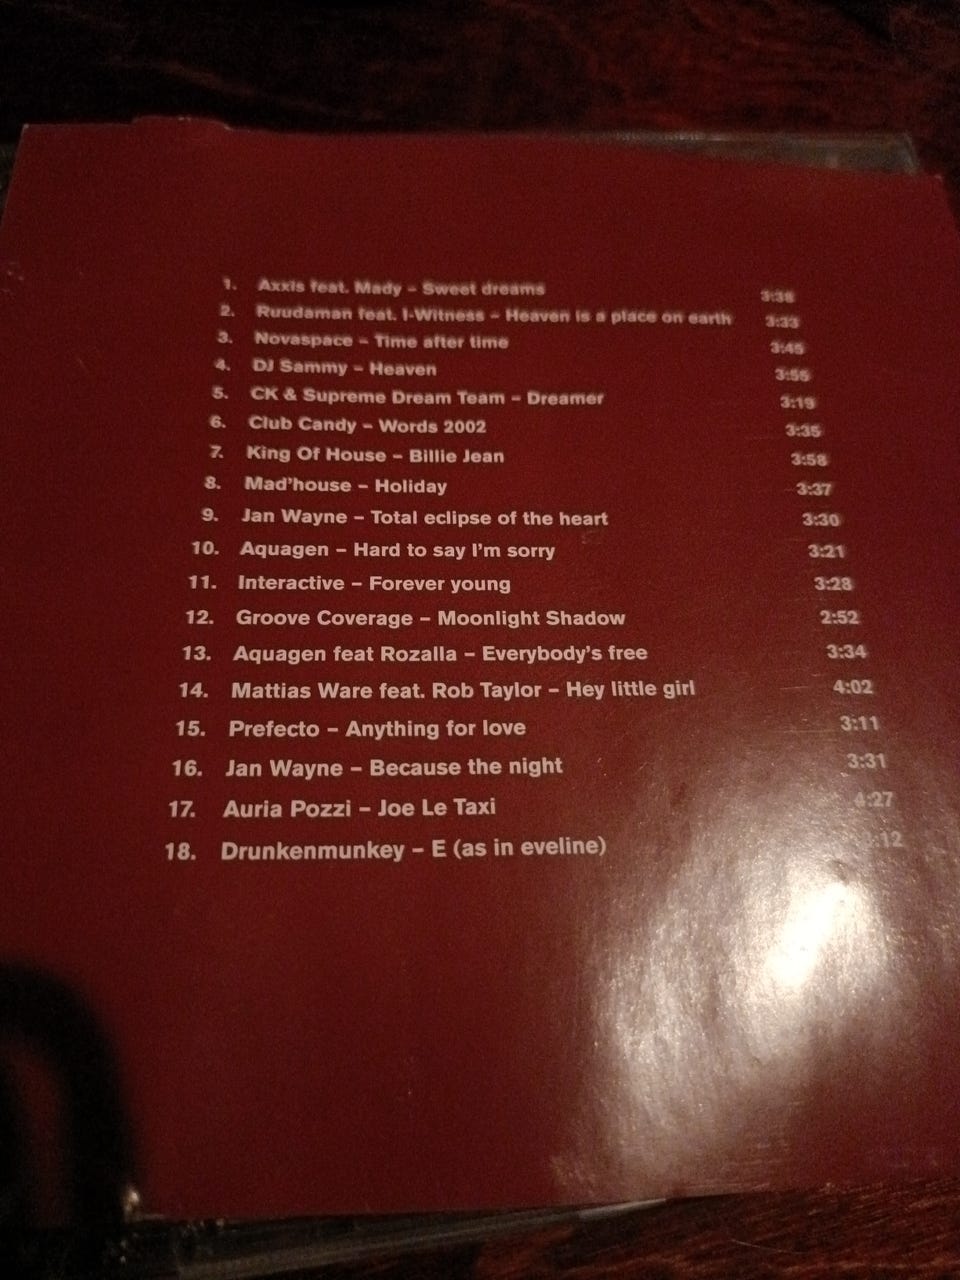 1. Axxis feat. Mady – Sweet dreams 3:38
2. Ruudaman feat. I-Witness – Heaven is a place on earth 3:33
3. Novaspace – Time after time 3:45
4. DJ Sammy – Heaven 3:56
5. CK & Supreme Dream Team – Dreamer 3:19
6. Club Candy – Words 2002 3:35
7. King Of House – Billie Jean 3:58
8. Mad'house – Holiday 3:37
9. Jan Wayne – Total eclipse of the heart 3:30
10. Aquagen – Hard to say I'm sorry 3:21
11. Interactive – Forever young 3:28
12. Groove Coverage – Moonlight Shadow 2:52
13. Aquagen feat Rozalla – Everybody's free 3:34
14. Mattias Ware feat. Rob Taylor – Hey little girl 4:02
15. Prefecto – Anything for love 3:11
16. Jan Wayne – Because the night 3:31
17. Auria Pozzi – Joe Le Taxi 4:27
18. Drunkenmunkey – E (as in eveline)